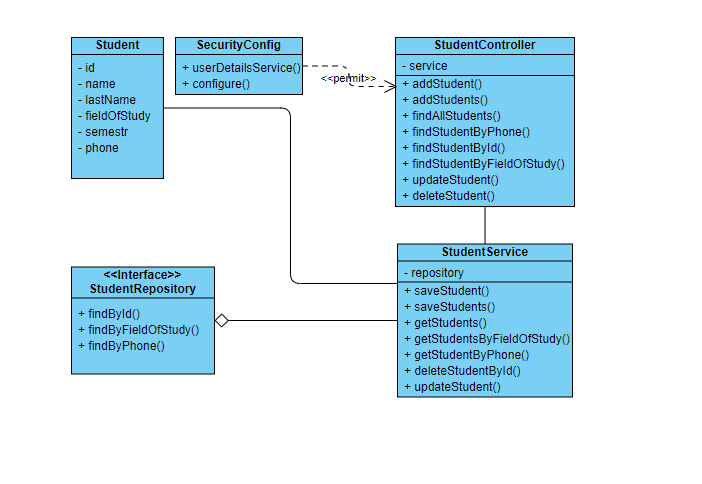 Student
- id
- name
- lastName
- fieldOfStudy
- semestr
- phone
SecurityConfig
+ userDetailsService()
+ configure()
<<permit>>
StudentController
- service
+ addStudent()
+ addStudents()
+ findAllStudents()
+ findStudentByPhone()
+ findStudentById()
+ findStudentByFieldOfStudy()
+ updateStudent()
+ deleteStudent()
<<Interface>>
StudentRepository
+ findById()
+ findByFieldOfStudy()
+ findByPhone()
StudentService
- repository
+ saveStudent()
+ saveStudents()
+ getStudents()
+ getStudentsByFieldOfStudy()
+ getStudentByPhone()
+ deleteStudentById()
+ updateStudent()